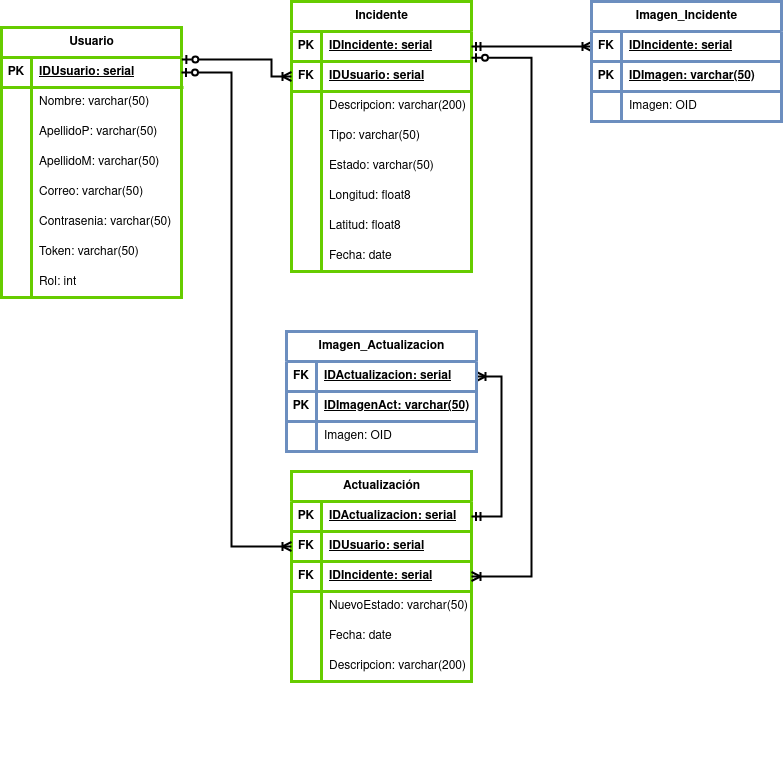 Usuario
PK IDUsuario: serial
Nombre: varchar(50)
ApellidoP: varchar(50)
ApellidoM: varchar(50)
Correo: varchar(50)
Contrasenia: varchar(50)
Token: varchar(50)
Rol: int
Incidente
PK IDIncidente: serial
FK IDUsuario: serial
Descripcion: varchar(200)
Tipo: varchar(50)
Estado: varchar(50)
Longitud: float8
Latitud: float8
Fecha: date
Imagen_Incidente
FK IDIncidente: serial
PK IDImagen: varchar(50)
Imagen: OID
Imagen_Actualizacion
FK IDActualizacion: serial
PK IDImagenAct: varchar(50)
Imagen: OID
Actualización
PK IDActualizacion: serial
FK IDUsuario: serial
FK IDIncidente: serial
NuevoEstado: varchar(50)
Fecha: date
Descripcion: varchar(200)